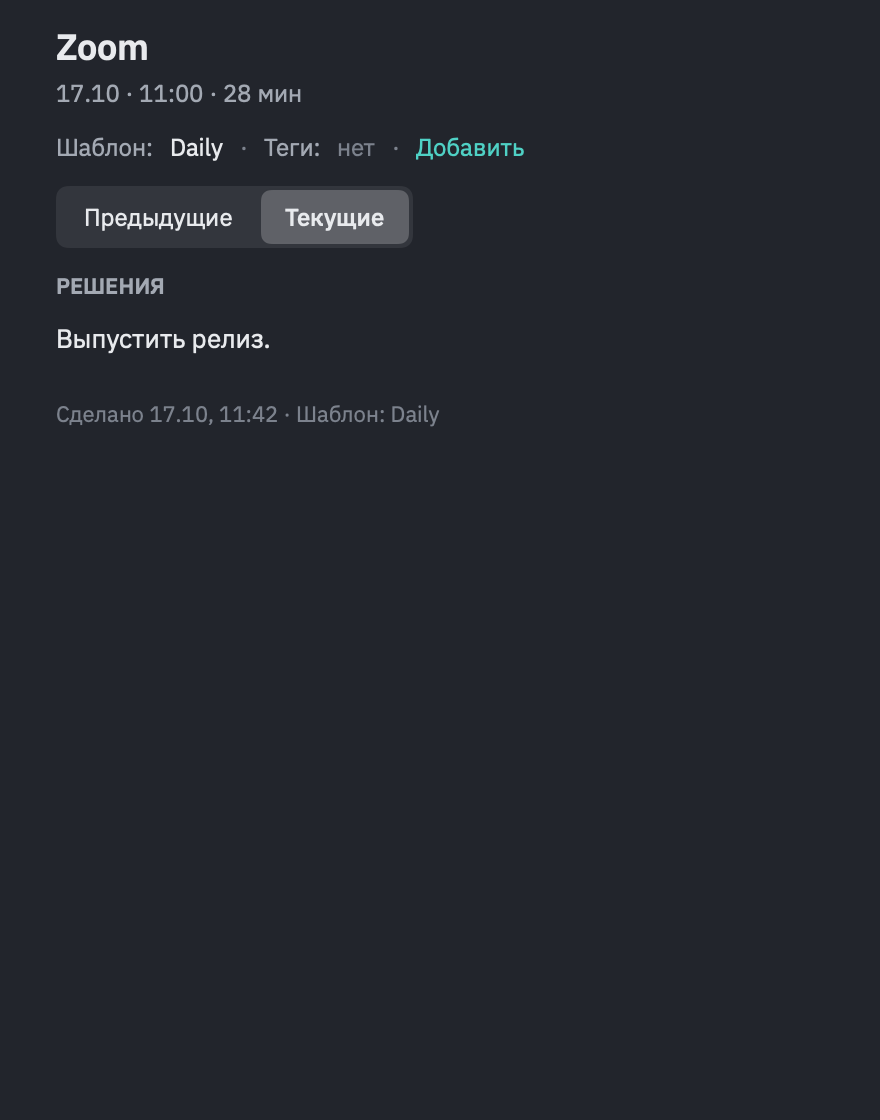 Zoom
17.10 · 11:00 · 28 мин
Шаблон: Daily · Теги: нет · Добавить
Предыдущие Текущие
РЕШЕНИЯ
Выпустить релиз.
Сделано 17.10, 11:42 · Шаблон: Daily